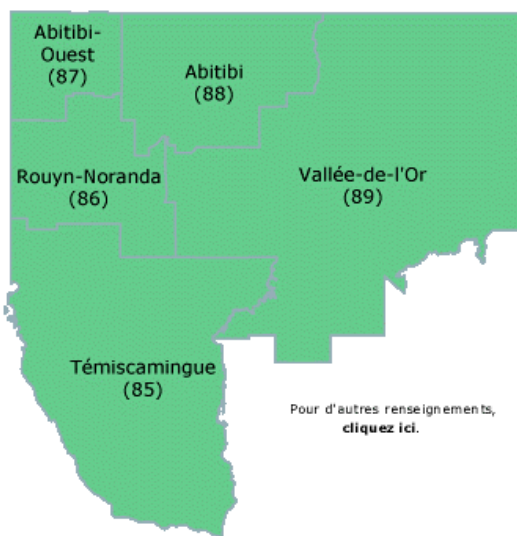 Abitibi-
Ouest
(87)
Abitibi
(88)
Rouyn-Noranda
(86)
Vallée-de-l'Or
(89)
Témiscamingue
(85)
Pour d'autres renseignements,
cliquez ici.